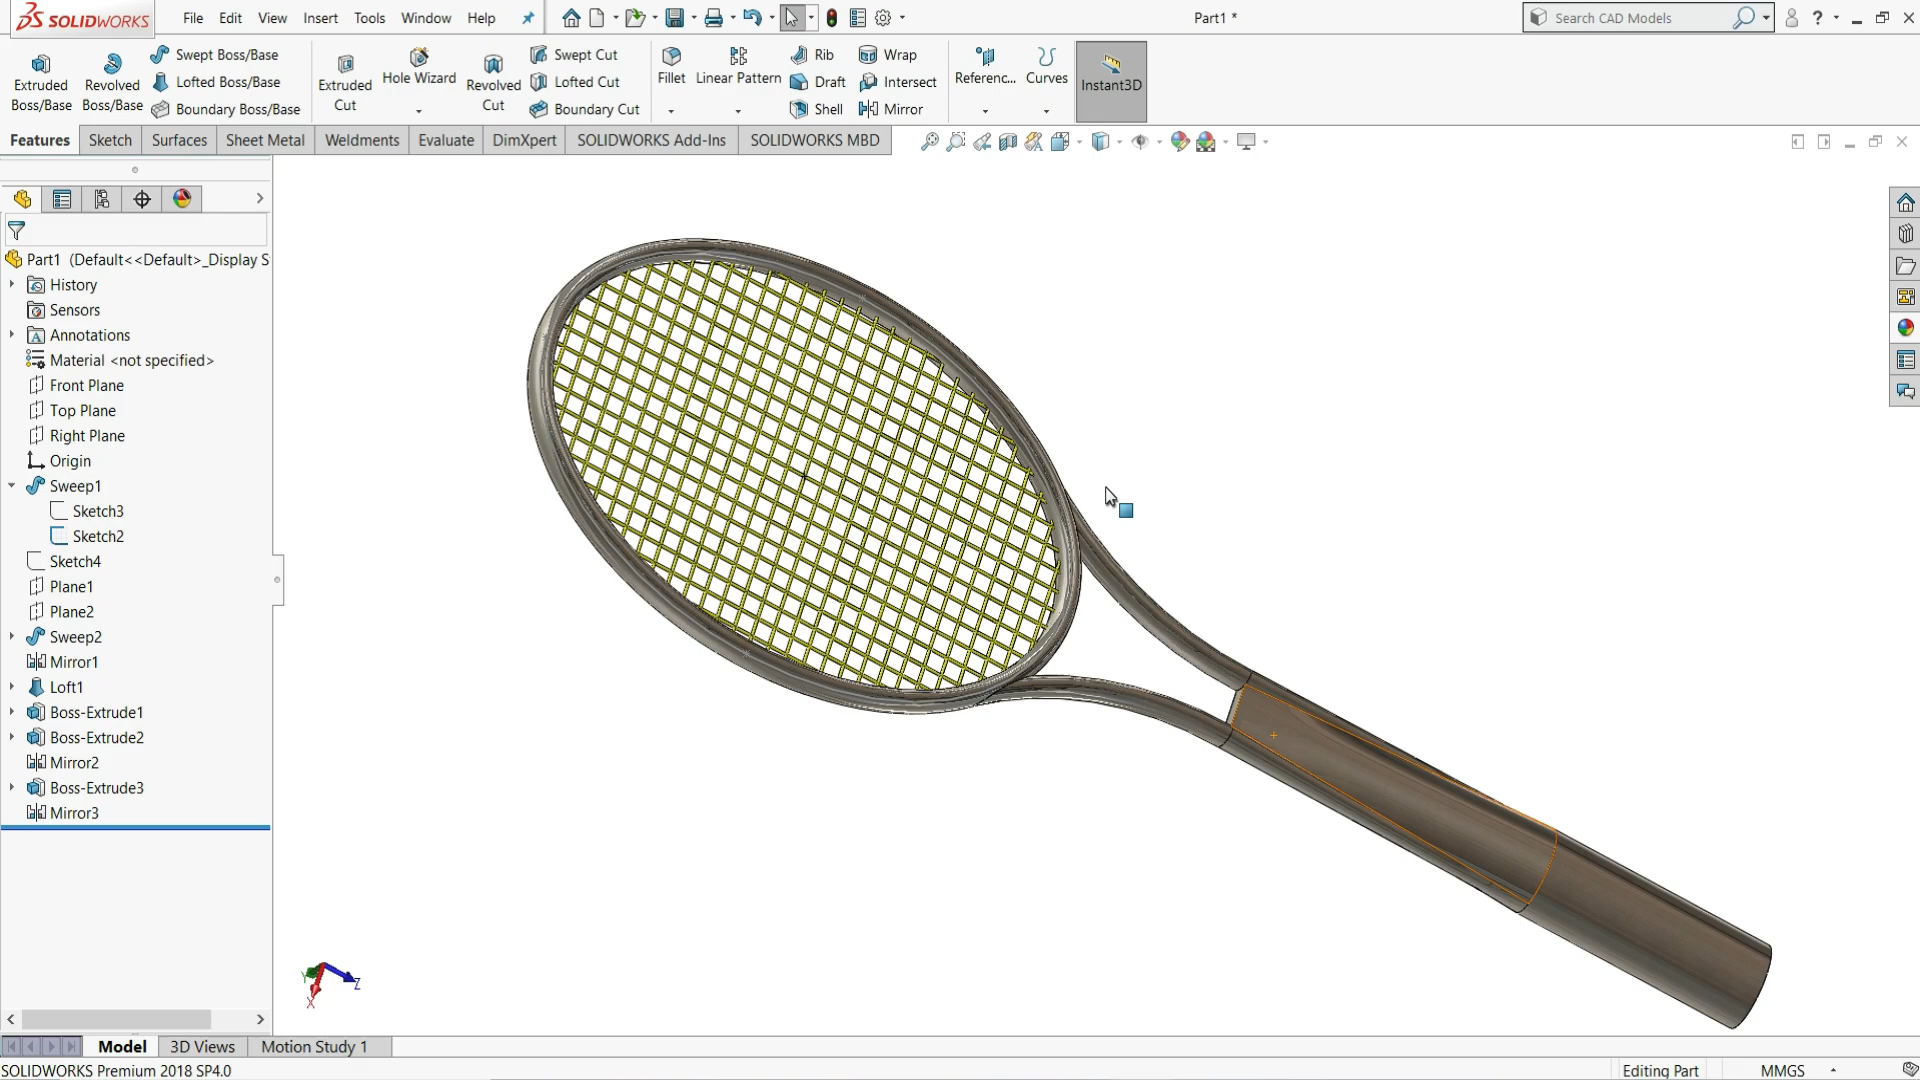 SOLIDWORKS
File Edit View Insert Tools Window Help
Part1 *
Search CAD Models
?
Extruded Boss/Base
Revolved Boss/Base
Swept Boss/Base
Lofted Boss/Base
Boundary Boss/Base
Extruded Cut
Hole Wizard
Revolved Cut
Swept Cut
Lofted Cut
Boundary Cut
Fillet
Linear Pattern
Rib
Draft
Shell
Wrap
Intersect
Mirror
Referenc...
Curves
Instant3D
Features Sketch Surfaces Sheet Metal Weldments Evaluate DimXpert SOLIDWORKS Add-Ins SOLIDWORKS MBD
Part1 (Default<<Default>_Display S
History
Sensors
Annotations
Material <not specified>
Front Plane
Top Plane
Right Plane
Origin
Sweep1
Sketch3
Sketch2
Sketch4
Plane1
Plane2
Sweep2
Mirror1
Loft1
Boss-Extrude1
Boss-Extrude2
Mirror2
Boss-Extrude3
Mirror3
Y
Z
X
Model 3D Views Motion Study 1
SOLIDWORKS Premium 2018 SP4.0
Editing Part
MMGS